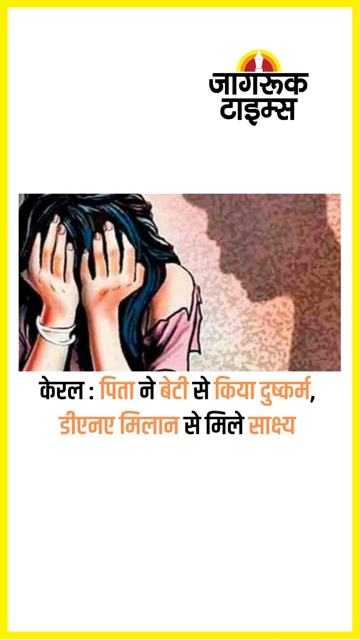 जागरूक
टाइम्स
केरल : पिता ने बेटी से किया दुष्कर्म,
डीएनए मिलान से मिले साक्ष्य